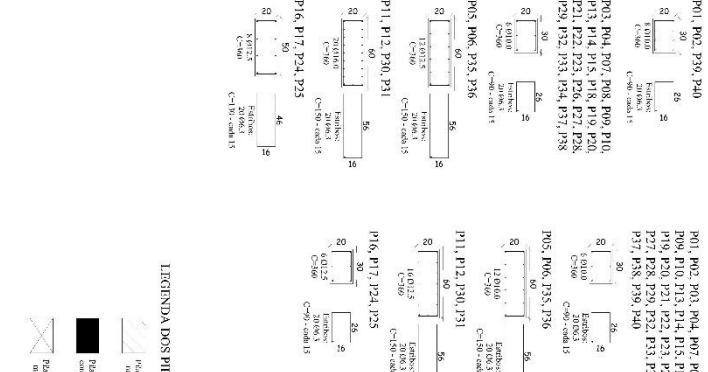 P01, P02, P39, P40
20
30
8 Ø10.0
C=360
26
16
Estribos:
20 Ø6.3
C=90 - cada 15
P03, P04, P07, P08, P09, P10,
P13, P14, P15, P18, P19, P20,
P21, P22, P23, P26, P27, P28,
P29, P32, P33, P34, P37, P38
20
30
6 Ø10.0
C=360
26
16
Estribos:
20 Ø6.3
C=90 - cada 15
P05, P06, P35, P36
20
60
12 Ø12.5
C=360
56
16
Estribos:
20 Ø6.3
C=150 - cada 15
P11, P12, P30, P31
20
60
20 Ø16.0
C=360
56
16
Estribos:
20 Ø6.3
C=150 - cada 15
P16, P17, P24, P25
20
50
8 Ø12.5
C=360
46
16
Estribos:
20 Ø6.3
C=130 - cada 15
P01, P02, P03, P04, P07,
P09, P10, P13, P14, P15,
P19, P20, P21, P22, P23,
P27, P28, P29, P32, P33,
P37, P38, P39, P40
20
30
6 Ø10.0
C=360
26
16
Estribos:
20 Ø6.3
C=90 - cada 15
P05, P06, P35, P36
20
60
12 Ø10.0
C=360
56
Estribos:
20 Ø6.3
C=150 - cada
P11, P12, P30, P31
20
60
16 Ø12.5
C=360
56
Estribos:
20 Ø6.3
C=150 - cada
P16, P17, P24, P25
20
30
6 Ø12.5
C=360
26
16
Estribos:
20 Ø6.3
C=90 - cada 15
LEGENDA DOS